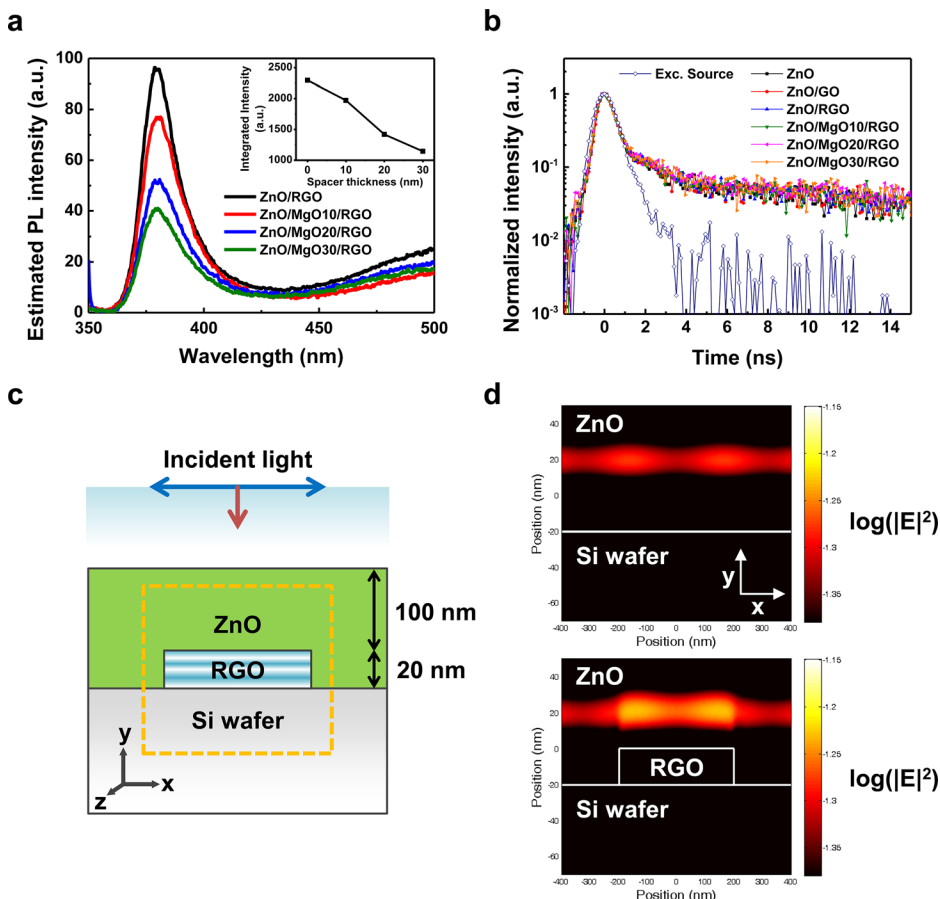 a
Estimated PL intensity (a.u.)
100
80
60
40
20
0
350
400
450
500
Wavelength (nm)
ZnO/RGO
ZnO/MgO10/RGO
ZnO/MgO20/RGO
ZnO/MgO30/RGO
Integrated Intensity
(a.u.)
2500
2000
1500
1000
0
10
20
30
Spacer thickness (nm)
b
Normalized intensity (a.u.)
1
10-1
10-2
10-3
0
2
4
6
8
10
12
14
Time (ns)
Exc. Source
ZnO
ZnO/GO
ZnO/RGO
ZnO/MgO10/RGO
ZnO/MgO20/RGO
ZnO/MgO30/RGO
c
Incident light
ZnO
RGO
Si wafer
100 nm
20 nm
y
x
z
d
ZnO
Si wafer
y
x
Position (nm)
40
20
0
-20
-40
-60
-400
-300
-200
-100
0
100
200
300
400
Position (nm)
-1.15
-1.2
-1.25
-1.3
-1.35
log(|E|2)
ZnO
RGO
Si wafer
Position (nm)
40
20
0
-20
-40
-60
-400
-300
-200
-100
0
100
200
300
400
Position (nm)
-1.15
-1.2
-1.25
-1.3
-1.35
log(|E|2)